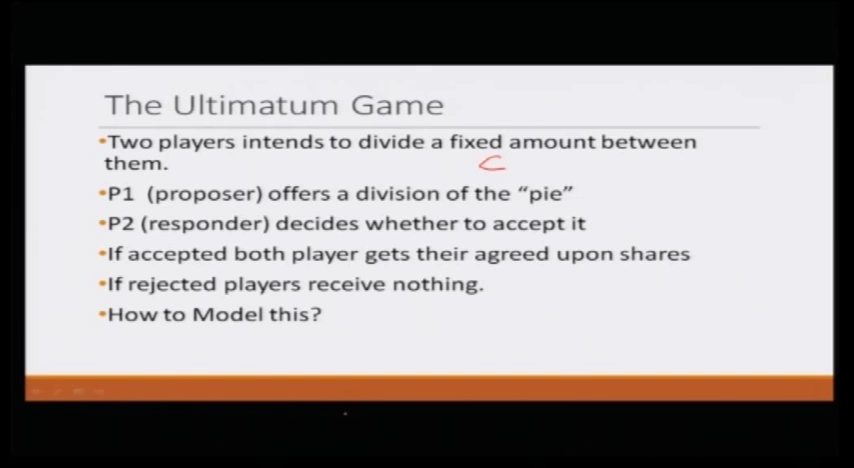 The Ultimatum Game
•Two players intends to divide a fixed amount between
them.
C
•P1 (proposer) offers a division of the “pie”
•P2 (responder) decides whether to accept it
•If accepted both player gets their agreed upon shares
•If rejected players receive nothing.
•How to Model this?